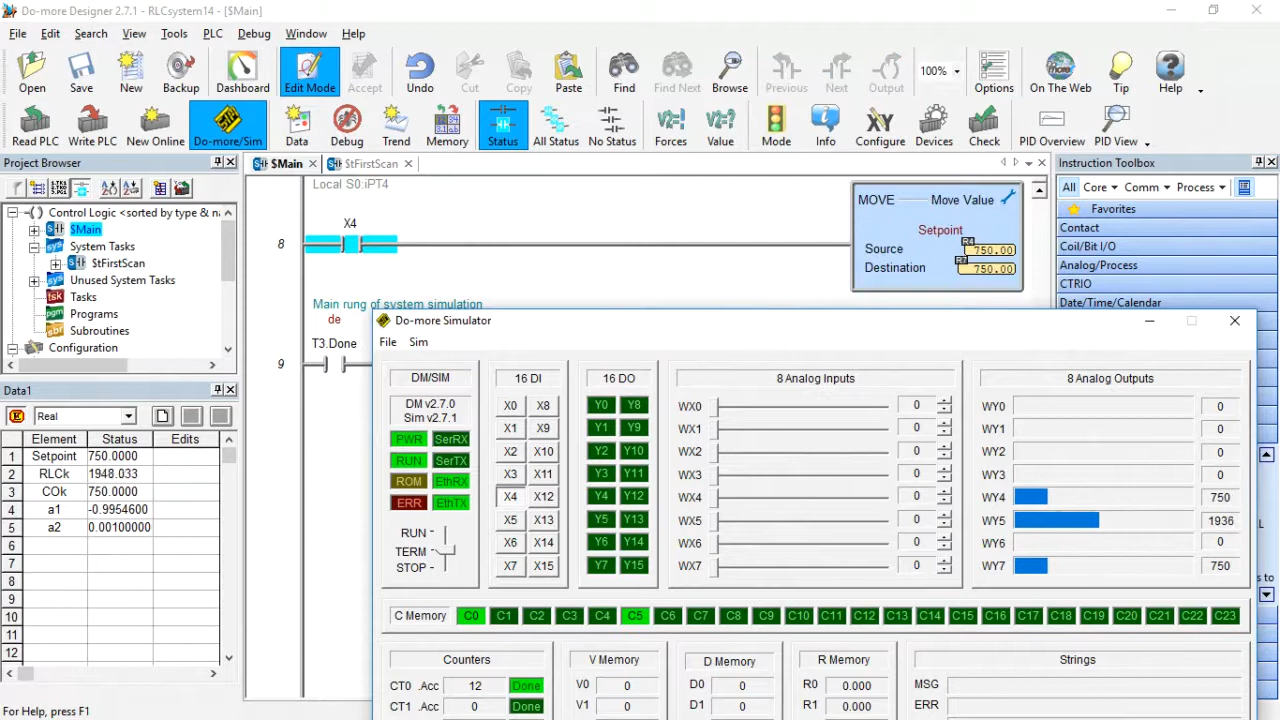 Do-more Designer 2.7.1 - RLCsystem14 - [$Main]
File Edit Search View Tools PLC Debug Window Help
Open Save New Backup Dashboard Edit Mode Accept Undo Cut Copy Paste Find Find Next Browse Previous Next Output 100% Options On The Web Tip Help
Read PLC Write PLC New Online Do-more/Sim Data Debug Trend Memory Status All Status No Status Forces Value Mode Info Configure Devices Check PID Overview PID View
Project Browser
$Main $tFirstScan
Instruction Toolbox
All Core Comm Process
Control Logic <sorted by type & n
$Main
System Tasks
$tFirstScan
Unused System Tasks
Tasks
Programs
Subroutines
Configuration
Local S0:iPT4
X4
8
MOVE Move Value
Setpoint
R4
Source 750.00
Destination 750.00
Main rung of system simulation
de
T3.Done
9
Favorites
Contact
Coil/Bit I/O
Analog/Process
CTRIO
Date/Time/Calendar
Data1
Real
Element Status Edits
1 Setpoint 750.0000
2 RLCk 1948.033
3 COk 750.0000
4 a1 -0.9954600
5 a2 0.00100000
6
7
8
9
10
11
12
Do-more Simulator
File Sim
DM/SIM 16 DI 16 DO 8 Analog Inputs 8 Analog Outputs
DM v2.7.0
Sim v2.7.1
PWR SerRX
RUN SerTX
ROM EthRX
ERR EthTX
RUN
TERM
STOP
X0 X8 Y0 Y8 WX0 0 WY0 0
X1 X9 Y1 Y9 WX1 0 WY1 0
X2 X10 Y2 Y10 WX2 0 WY2 0
X3 X11 Y3 Y11 WX3 0 WY3 0
X4 X12 Y4 Y12 WX4 0 WY4 750
X5 X13 Y5 Y13 WX5 0 WY5 1936
X6 X14 Y6 Y14 WX6 0 WY6 0
X7 X15 Y7 Y15 WX7 0 WY7 750
C Memory C0 C1 C2 C3 C4 C5 C6 C7 C8 C9 C10 C11 C12 C13 C14 C15 C16 C17 C18 C19 C20 C21 C22 C23
Counters V Memory D Memory R Memory Strings
CT0 .Acc 12 Done V0 0 D0 0 R0 0.000 MSG
CT1 .Acc 0 Done V1 0 D1 0 R1 0.000 ERR
For Help, press F1